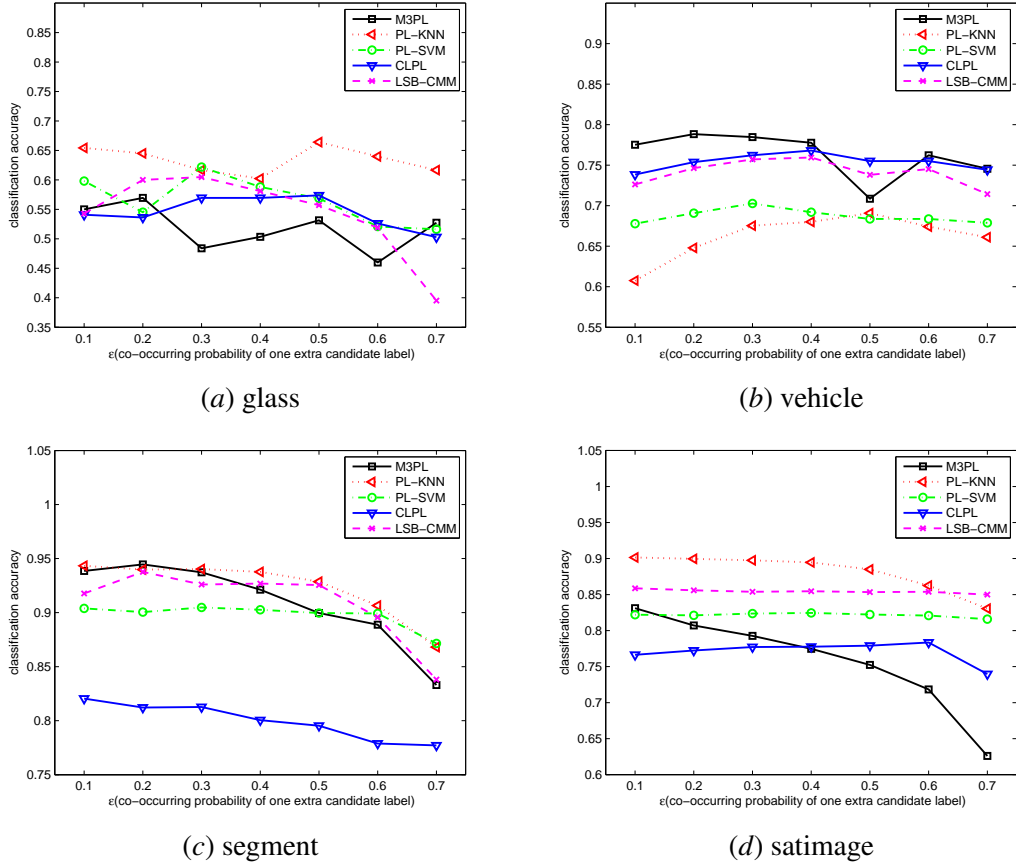 0.85
0.8
0.75
0.7
0.65
0.6
0.55
0.5
0.45
0.4
0.35
classification accuracy
M3PL
PL−KNN
PL−SVM
CLPL
LSB−CMM
0.1 0.2 0.3 0.4 0.5 0.6 0.7
ε(co−occurring probability of one extra candidate label)
(a) glass
0.9
0.85
0.8
0.75
0.7
0.65
0.6
0.55
classification accuracy
M3PL
PL−KNN
PL−SVM
CLPL
LSB−CMM
0.1 0.2 0.3 0.4 0.5 0.6 0.7
ε(co−occurring probability of one extra candidate label)
(b) vehicle
1.05
1
0.95
0.9
0.85
0.8
0.75
classification accuracy
M3PL
PL−KNN
PL−SVM
CLPL
LSB−CMM
0.1 0.2 0.3 0.4 0.5 0.6 0.7
ε(co−occurring probability of one extra candidate label)
(c) segment
1.05
1
0.95
0.9
0.85
0.8
0.75
0.7
0.65
0.6
classification accuracy
M3PL
PL−KNN
PL−SVM
CLPL
LSB−CMM
0.1 0.2 0.3 0.4 0.5 0.6 0.7
ε(co−occurring probability of one extra candidate label)
(d) satimage